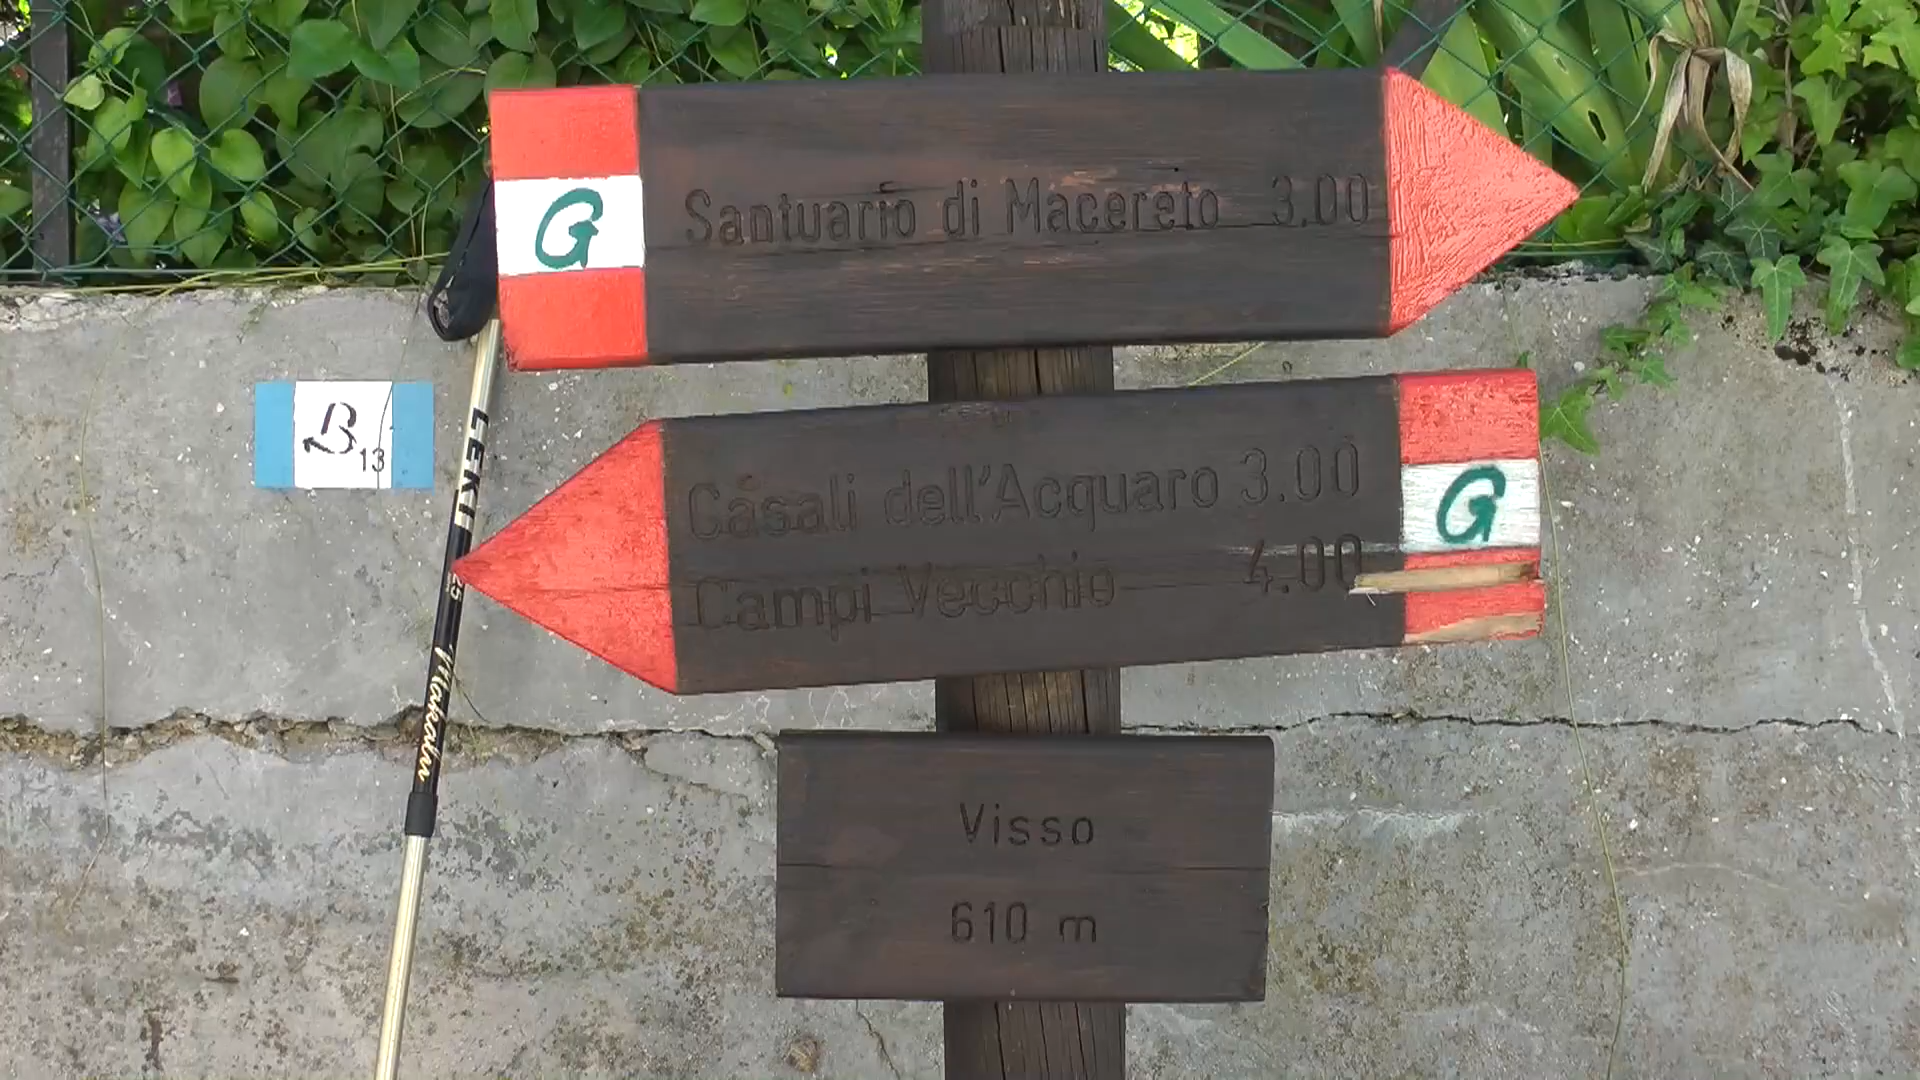 G Santuario di Macereto 3.00
Casali dell'Acquaro 3.00 G
Campi Vecchio 4.00
B 13
LEKI
Makalu
Visso
610 m